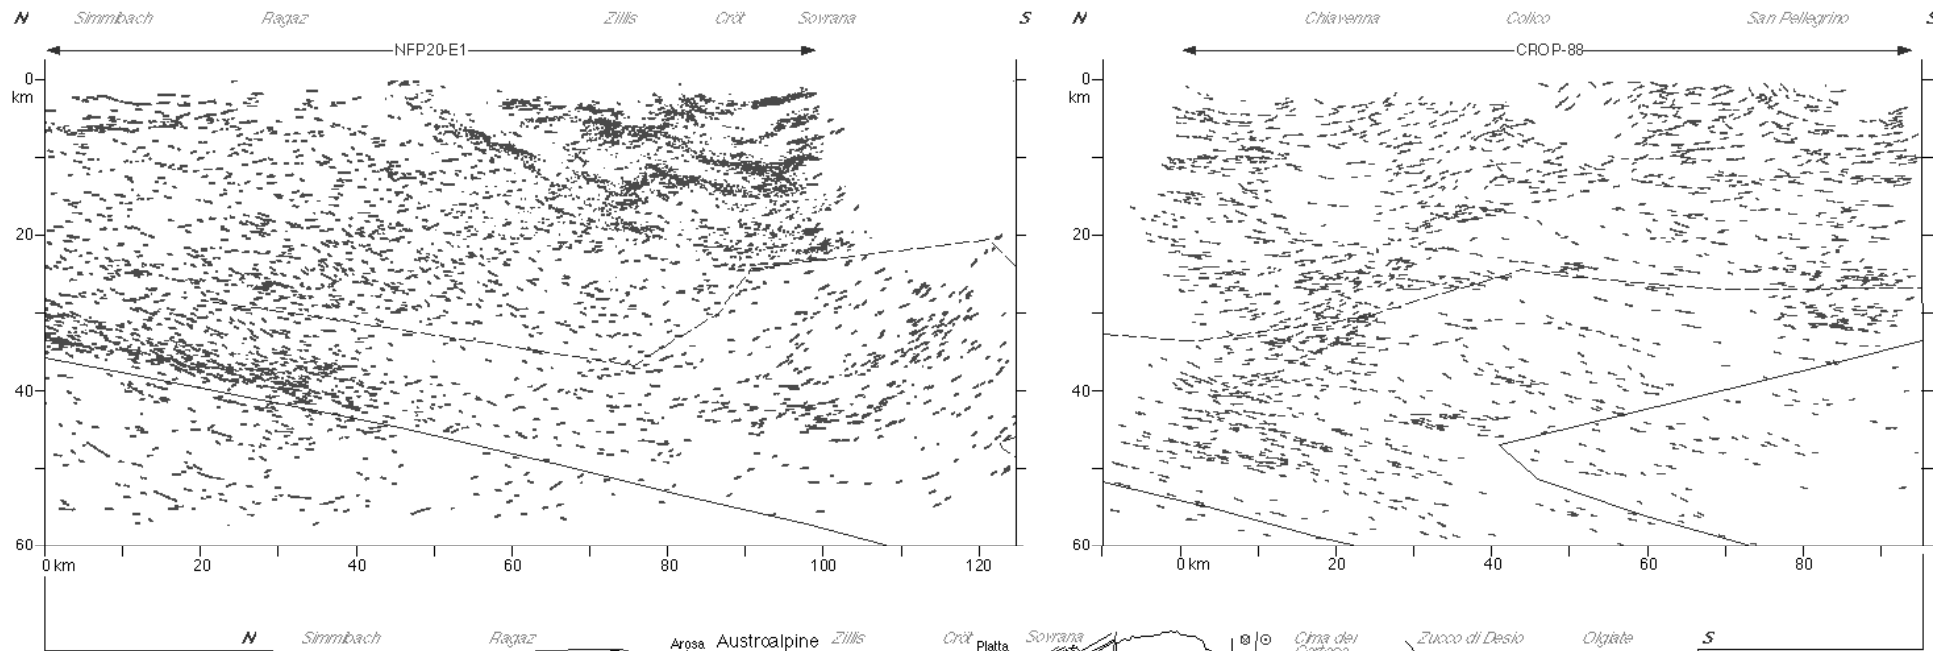 N Simmibach Ragaz Zillis Cröt Sovrana S
NFP20-E1
0
km
20
40
60
0 km 20 40 60 80 100 120
N Chiavenna Colico San Pellegrino S
CROP-88
0
km
20
40
60
0 km 20 40 60 80
N Simmibach Ragaz Arosa Austroalpine Zillis Cröt Platta Sovrana Cima dei Zucco di Desio Olgiate S